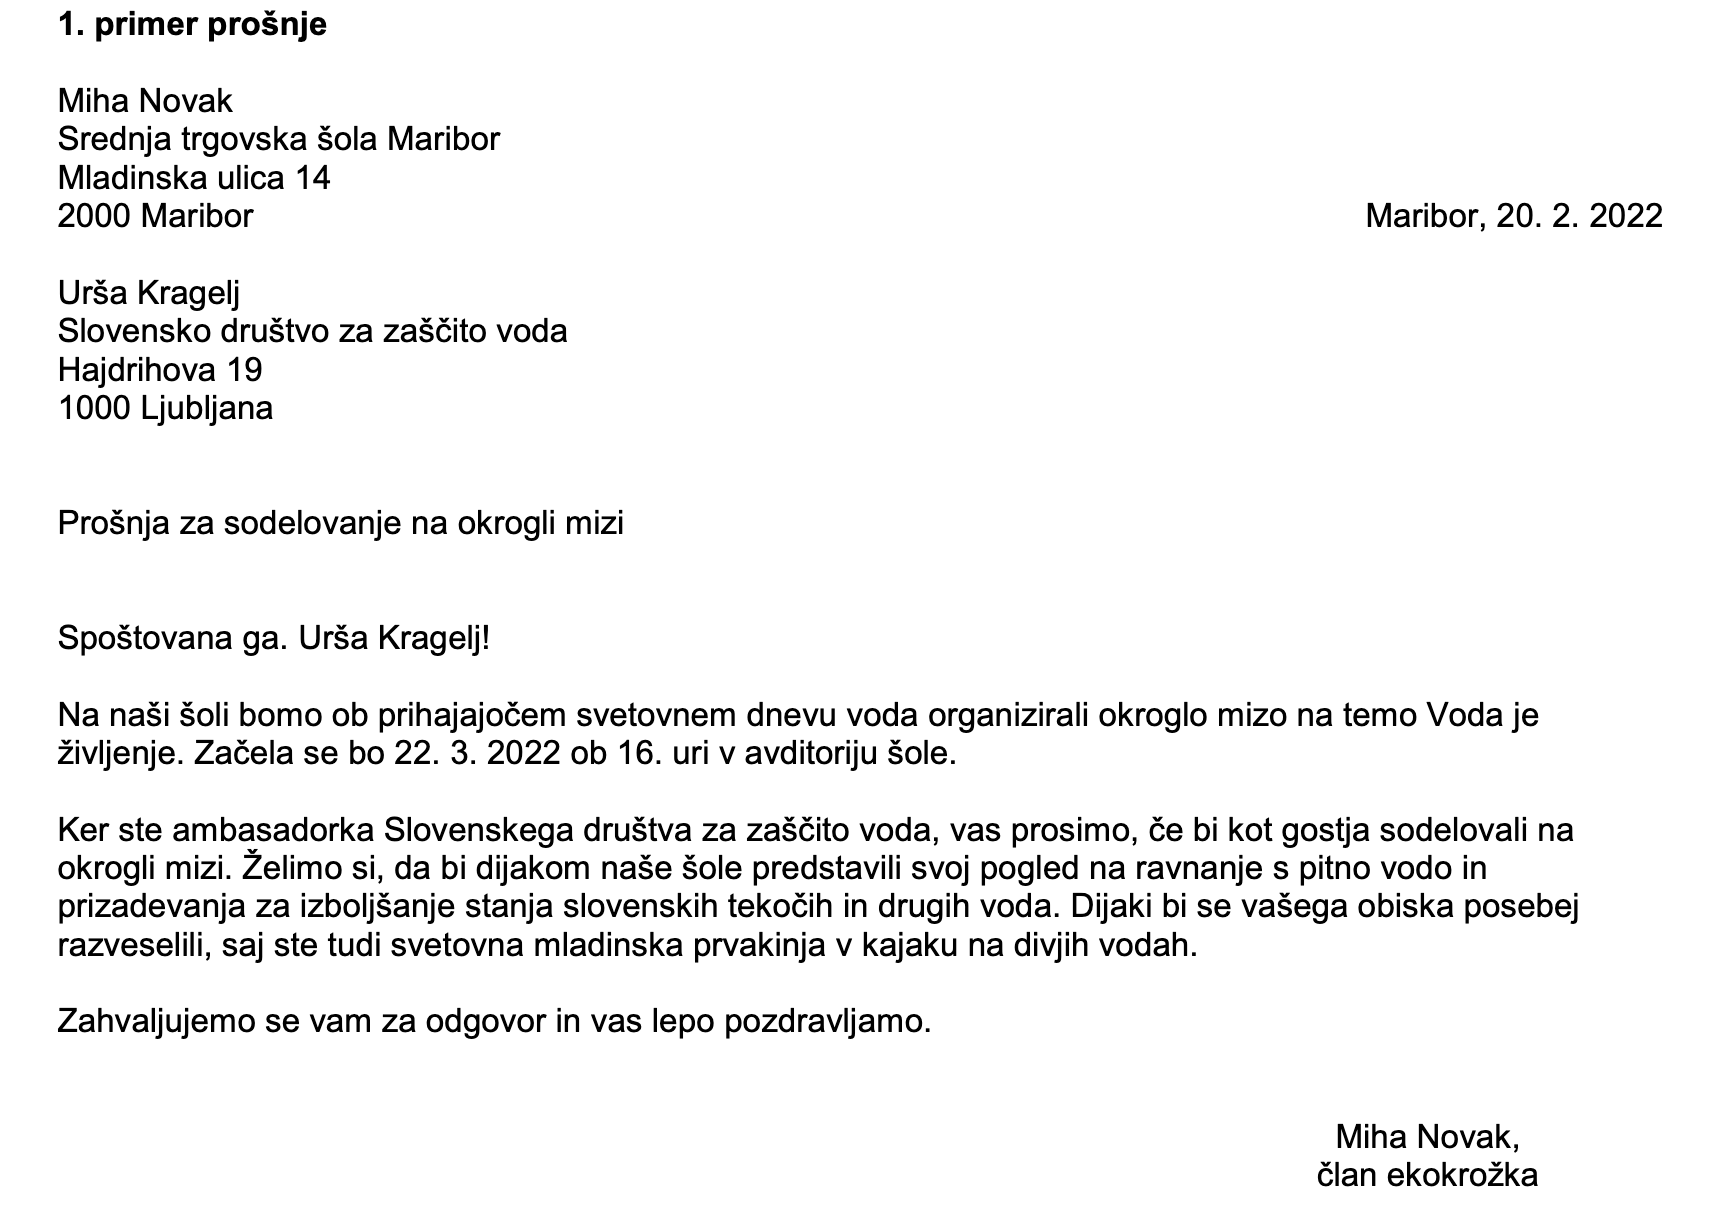 1. primer prošnje
Miha Novak
Srednja trgovska šola Maribor
Mladinska ulica 14
2000 Maribor
Maribor, 20. 2. 2022
Urša Kragelj
Slovensko društvo za zaščito voda
Hajdrihova 19
1000 Ljubljana
Prošnja za sodelovanje na okrogli mizi
Spoštovana ga. Urša Kragelj!
Na naši šoli bomo ob prihajajočem svetovnem dnevu voda organizirali okroglo mizo na temo Voda je
življenje. Začela se bo 22. 3. 2022 ob 16. uri v avditoriju šole.
Ker ste ambasadorka Slovenskega društva za zaščito voda, vas prosimo, če bi kot gostja sodelovali na
okrogli mizi. Želimo si, da bi dijakom naše šole predstavili svoj pogled na ravnanje s pitno vodo in
prizadevanja za izboljšanje stanja slovenskih tekočih in drugih voda. Dijaki bi se vašega obiska posebej
razveselili, saj ste tudi svetovna mladinska prvakinja v kajaku na divjih vodah.
Zahvaljujemo se vam za odgovor in vas lepo pozdravljamo.
Miha Novak,
član ekokrožka